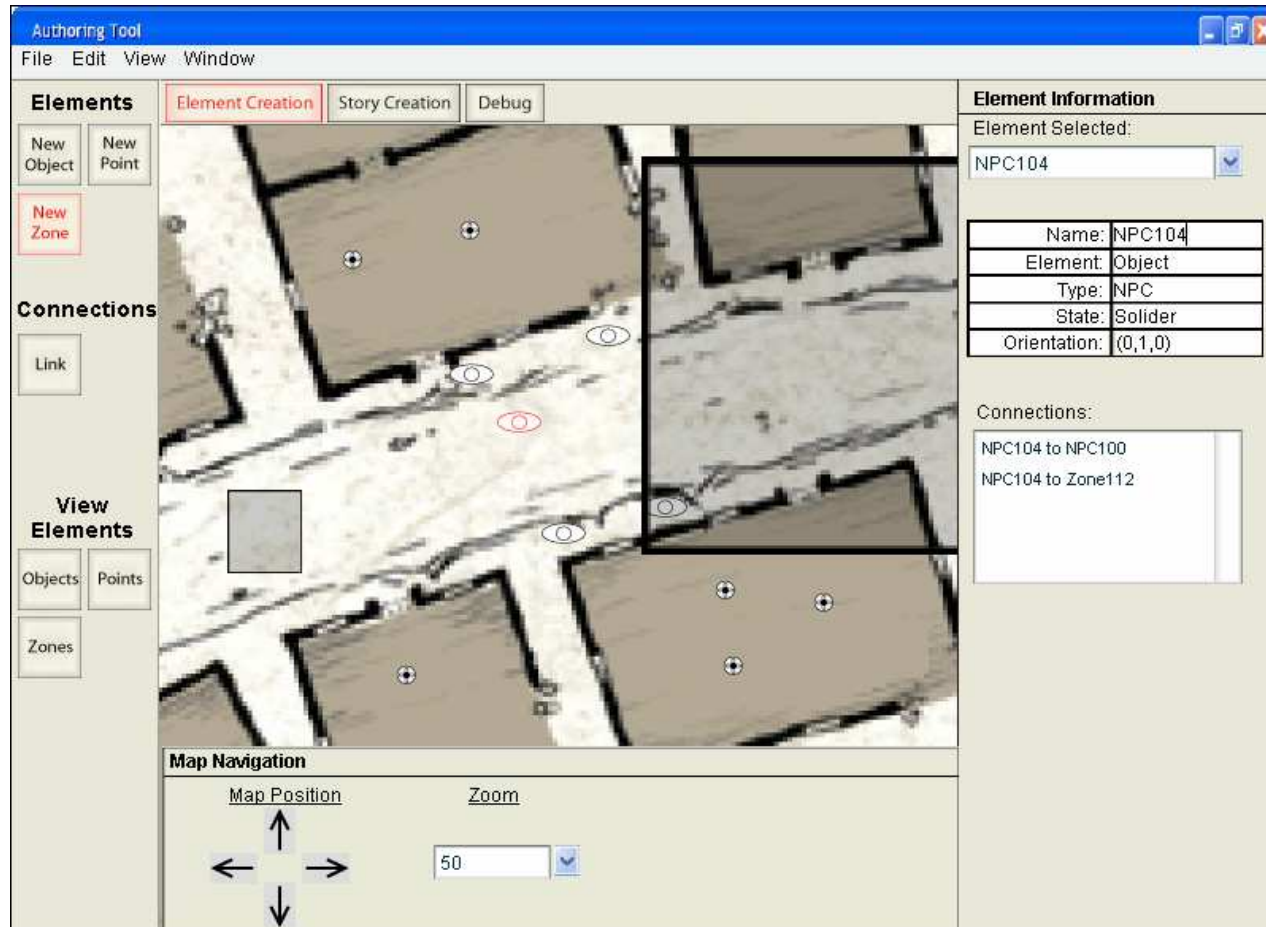 Authoring Tool
File Edit View Window
Elements
New Object
New Point
New Zone
Connections
Link
View
Elements
Objects
Points
Zones
Element Creation
Story Creation
Debug
Map Navigation
Map Position
Zoom
50
Element Information
Element Selected:
NPC104
Name: NPC104
Element: Object
Type: NPC
State: Solider
Orientation: (0,1,0)
Connections:
NPC104 to NPC100
NPC104 to Zone112